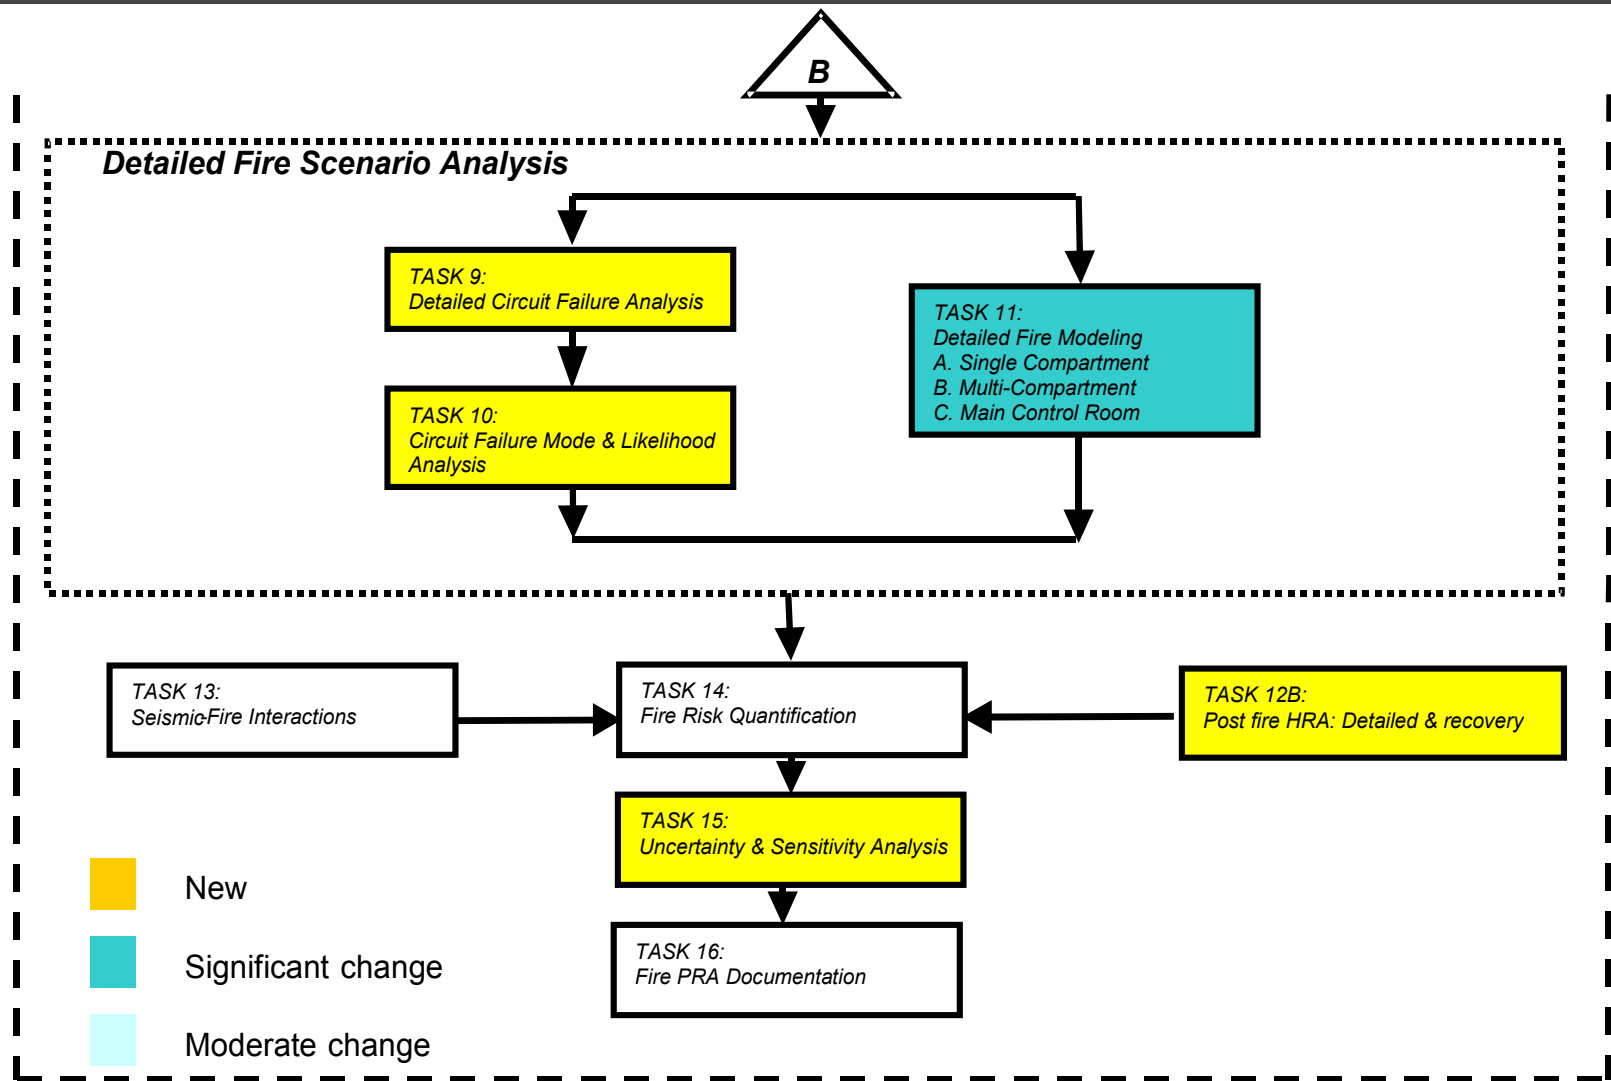 B
Detailed Fire Scenario Analysis
TASK 9:
Detailed Circuit Failure Analysis
TASK 10:
Circuit Failure Mode & Likelihood
Analysis
TASK 11:
Detailed Fire Modeling
A. Single Compartment
B. Multi-Compartment
C. Main Control Room
TASK 13:
Seismic-Fire Interactions
TASK 14:
Fire Risk Quantification
TASK 12B:
Post fire HRA: Detailed & recovery
TASK 15:
Uncertainty & Sensitivity Analysis
TASK 16:
Fire PRA Documentation
New
Significant change
Moderate change